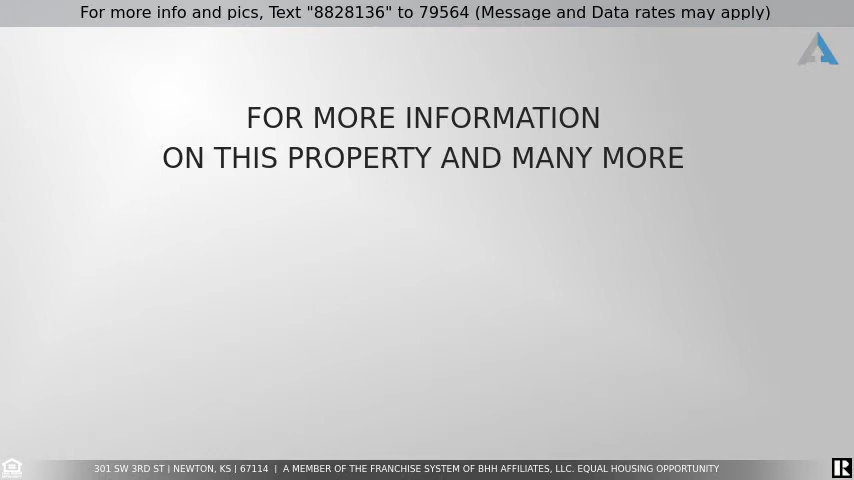 For more info and pics, Text "8828136" to 79564 (Message and Data rates may apply)
FOR MORE INFORMATION
ON THIS PROPERTY AND MANY MORE
301 SW 3RD ST | NEWTON, KS | 67114 | A MEMBER OF THE FRANCHISE SYSTEM OF BHH AFFILIATES, LLC. EQUAL HOUSING OPPORTUNITY